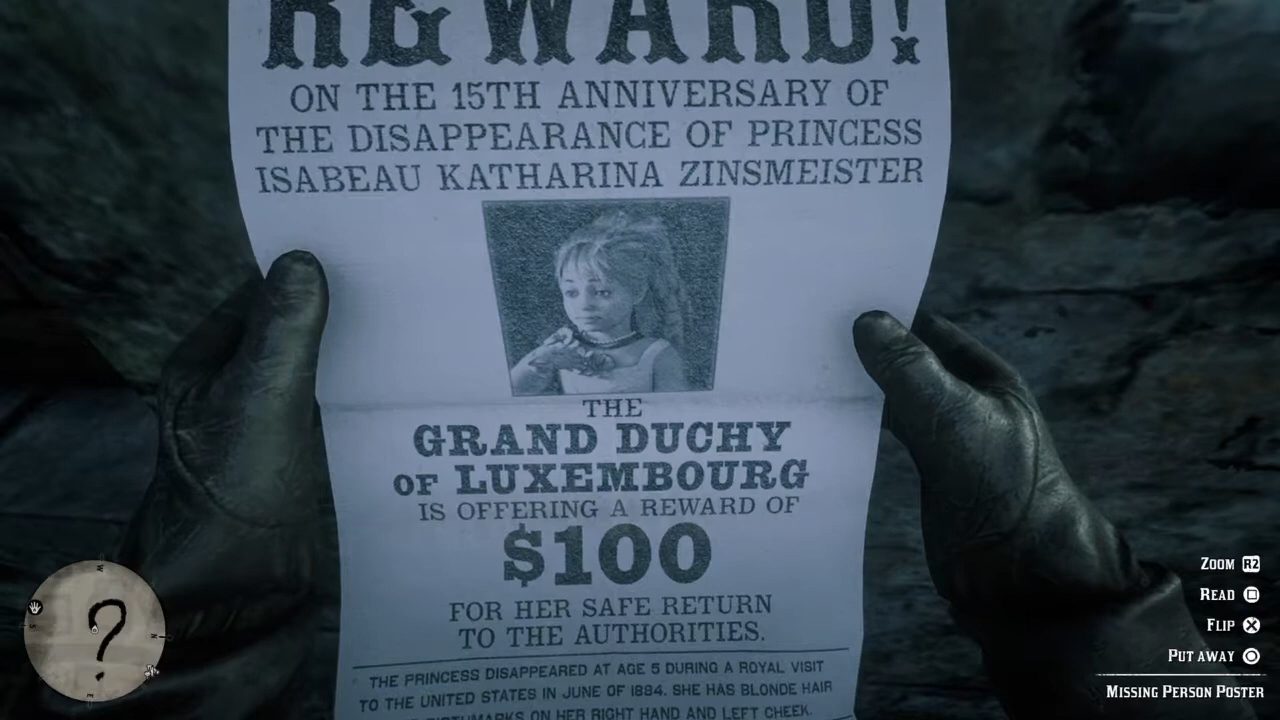 REWARD!
ON THE 15TH ANNIVERSARY OF
THE DISAPPEARANCE OF PRINCESS
ISABEAU KATHARINA ZINSMEISTER
THE
GRAND DUCHY
OF LUXEMBOURG
IS OFFERING A REWARD OF
$100
FOR HER SAFE RETURN
TO THE AUTHORITIES.
THE PRINCESS DISAPPEARED AT AGE 5 DURING A ROYAL VISIT
TO THE UNITED STATES IN JUNE OF 1884. SHE HAS BLONDE HAIR
ON HER RIGHT HAND AND LEFT CHEEK.
ZOOM R2
READ
FLIP
PUT AWAY
MISSING PERSON POSTER
W
S
N
E
?